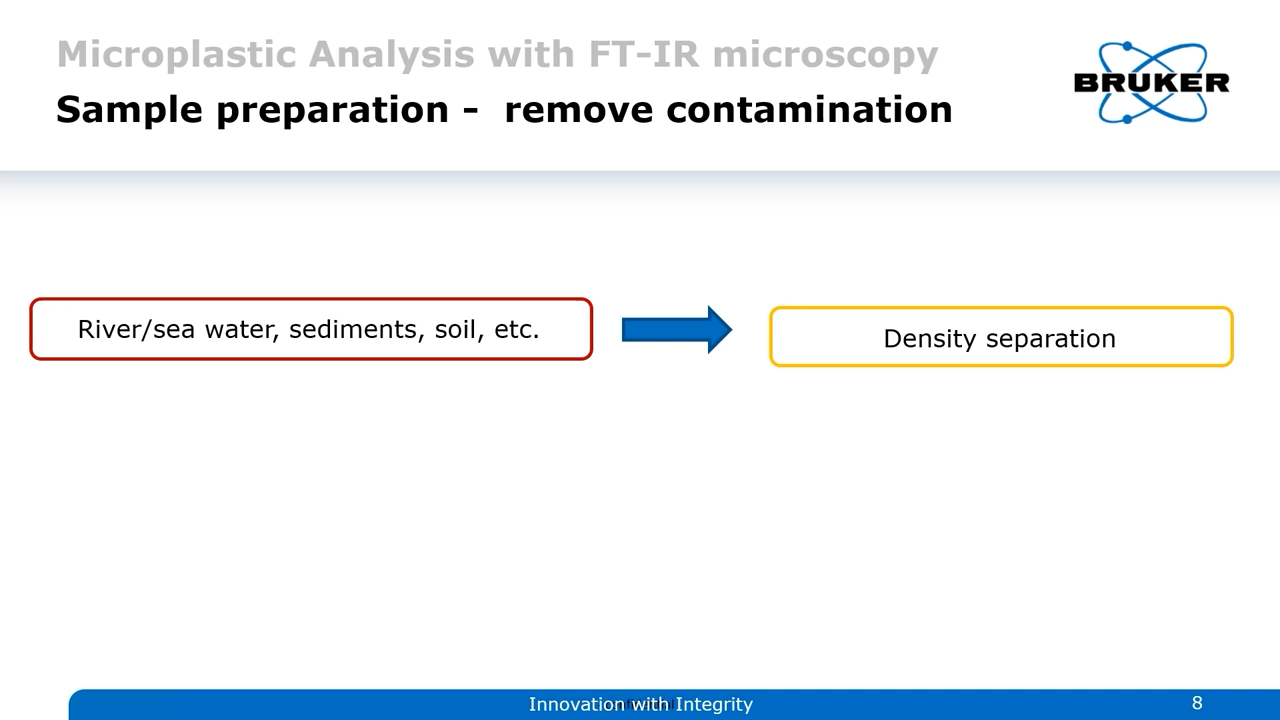 Microplastic Analysis with FT-IR microscopy
Sample preparation -  remove contamination
BRUKER
River/sea water, sediments, soil, etc.
Density separation
Innovation with Integrity
8